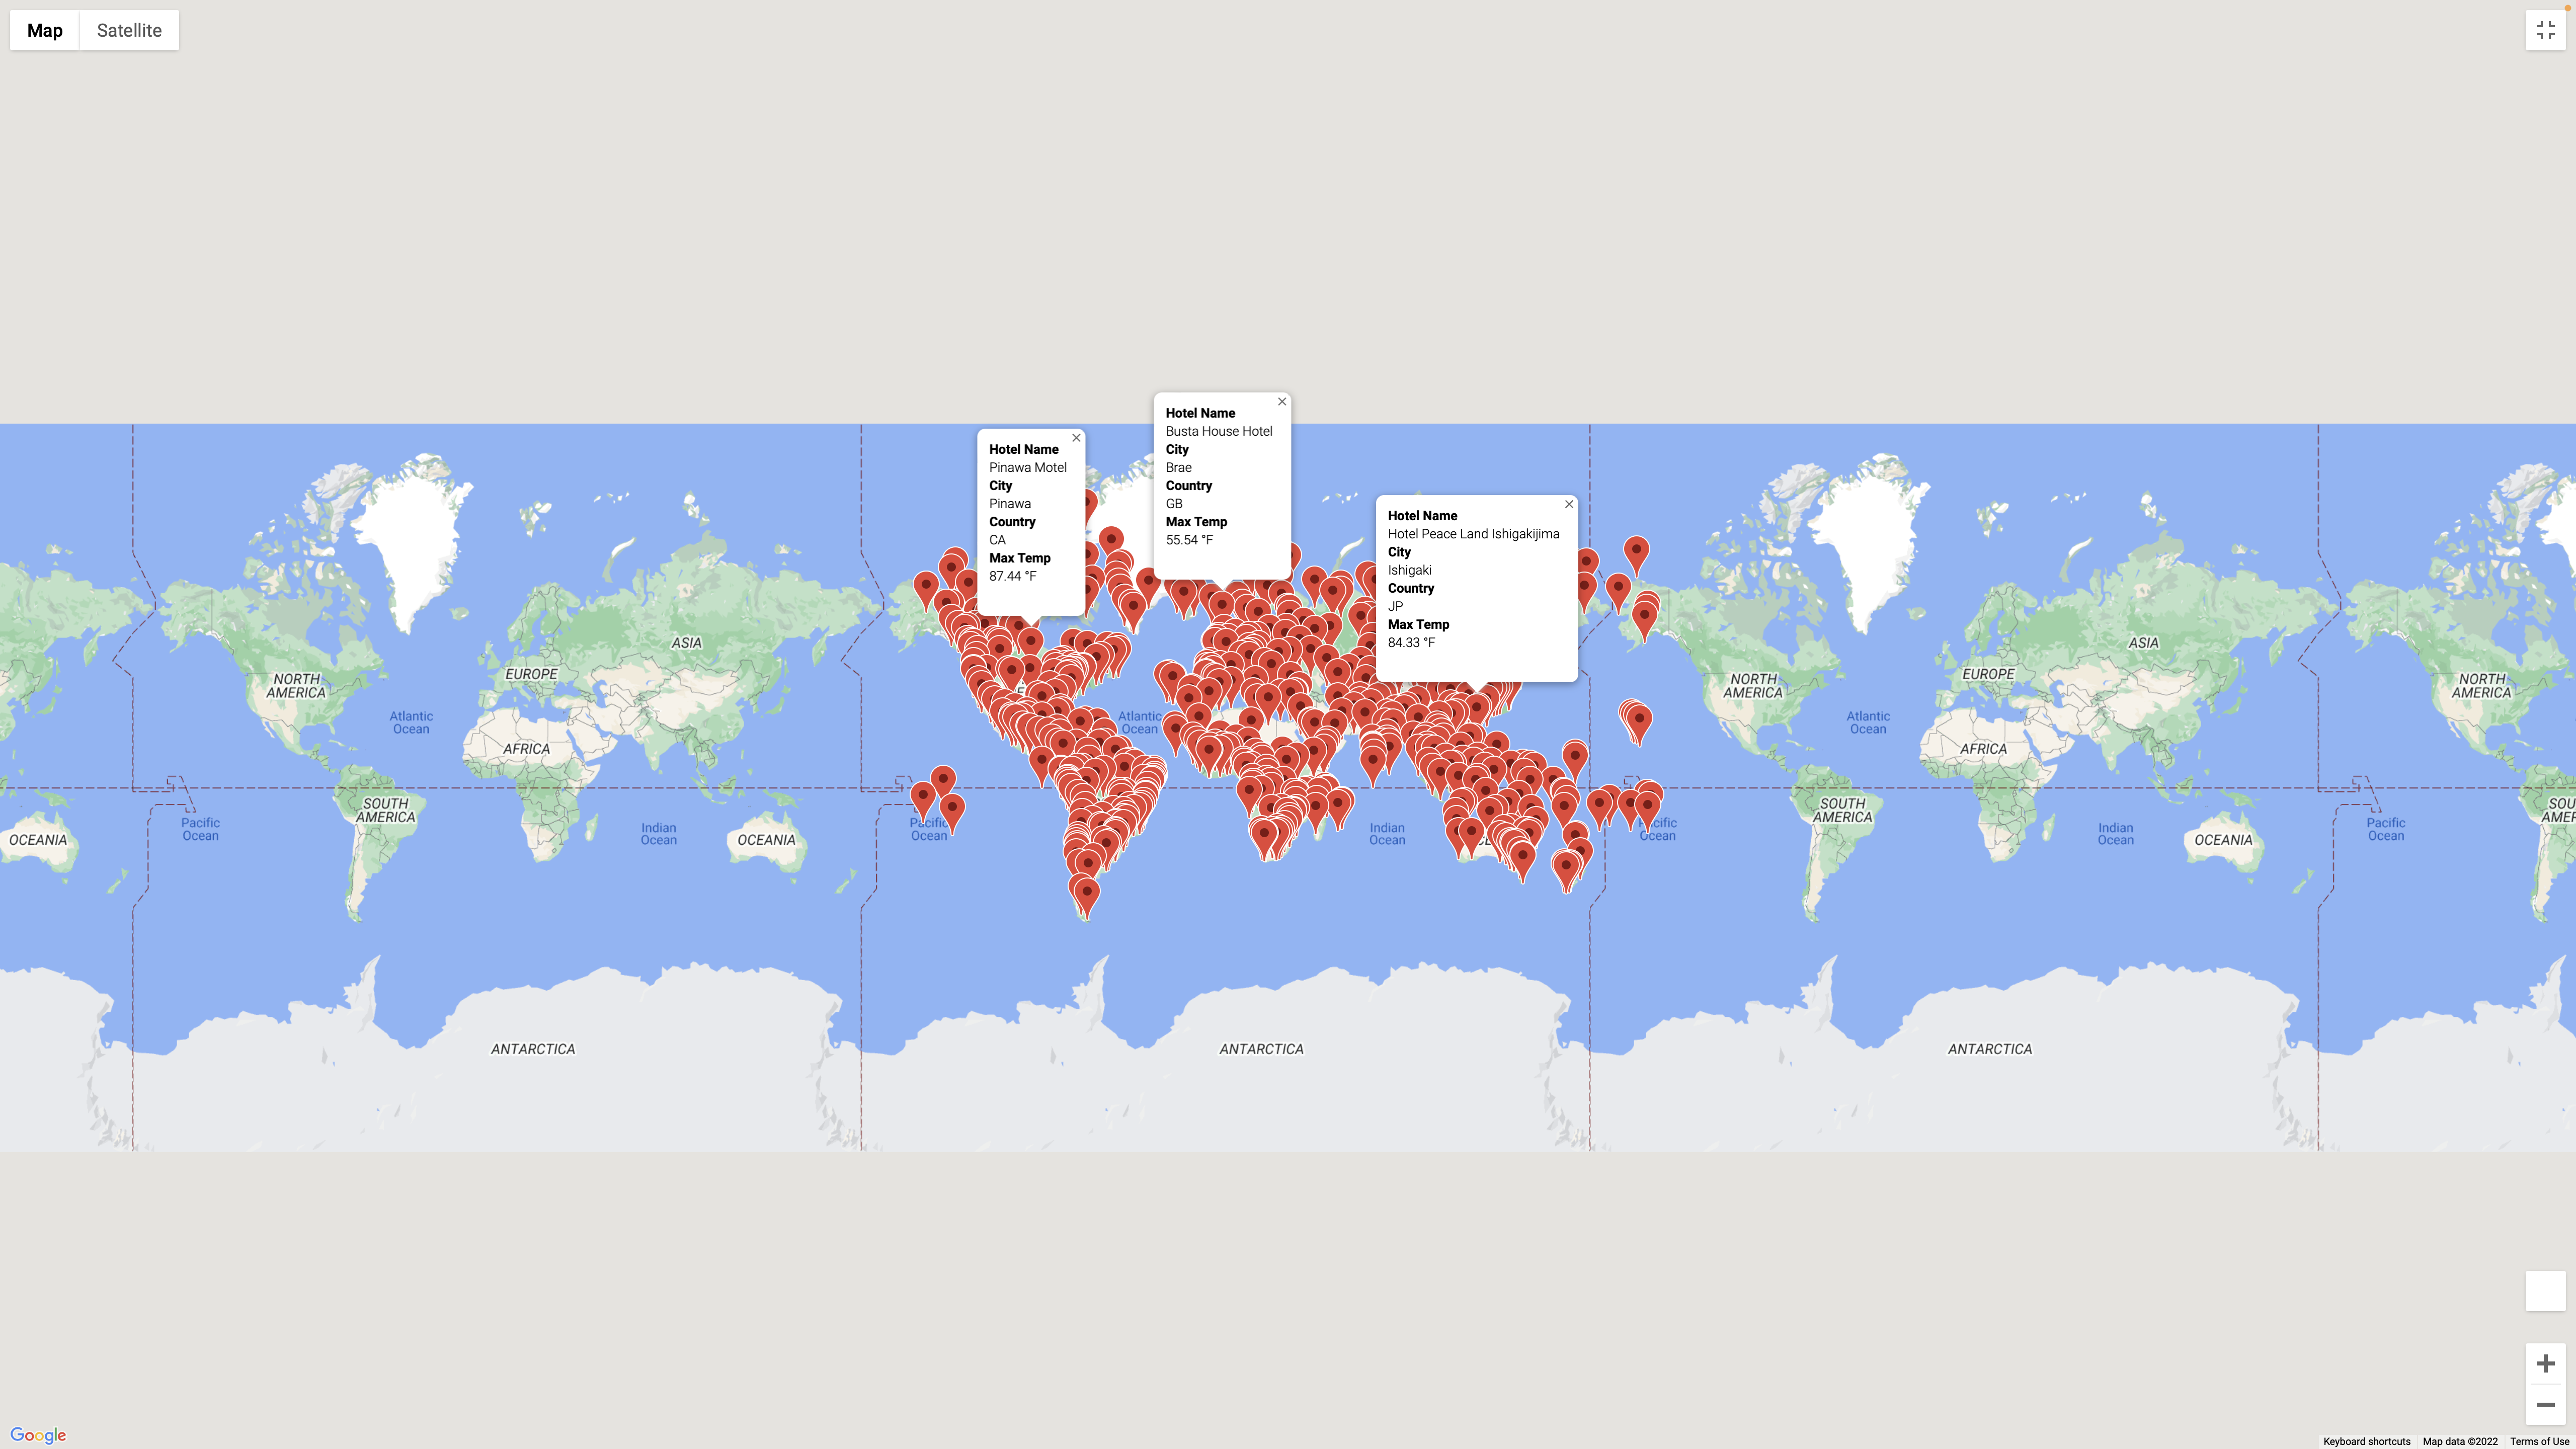 Map
Satellite
Hotel Name
Busta House Hotel
City
Brae
Country
GB
Max Temp
55.54 °F
Hotel Name
Pinawa Motel
City
Pinawa
Country
CA
Max Temp
87.44 °F
Hotel Name
Hotel Peace Land Ishigakijima
City
Ishigaki
Country
JP
Max Temp
84.33 °F
ASIA
ASIA
EUROPE
EUROPE
NORTH
AMERICA
NORTH
AMERICA
NORTH
AMERICA
Atlantic
Ocean
Atlantic
Ocean
Atlantic
Ocean
AFRICA
AFRICA
SOUTH
AMERICA
SOUTH
AMERICA
Pacific
Ocean
Pacific
Ocean
Pacific
Ocean
Indian
Ocean
Indian
Ocean
Indian
Ocean
Ocean
Pacific
Ocean
OCEANIA
OCEANIA
OCEANIA
ANTARCTICA
ANTARCTICA
ANTARCTICA
Google
Keyboard shortcuts
Map data ©2022
Terms of Use